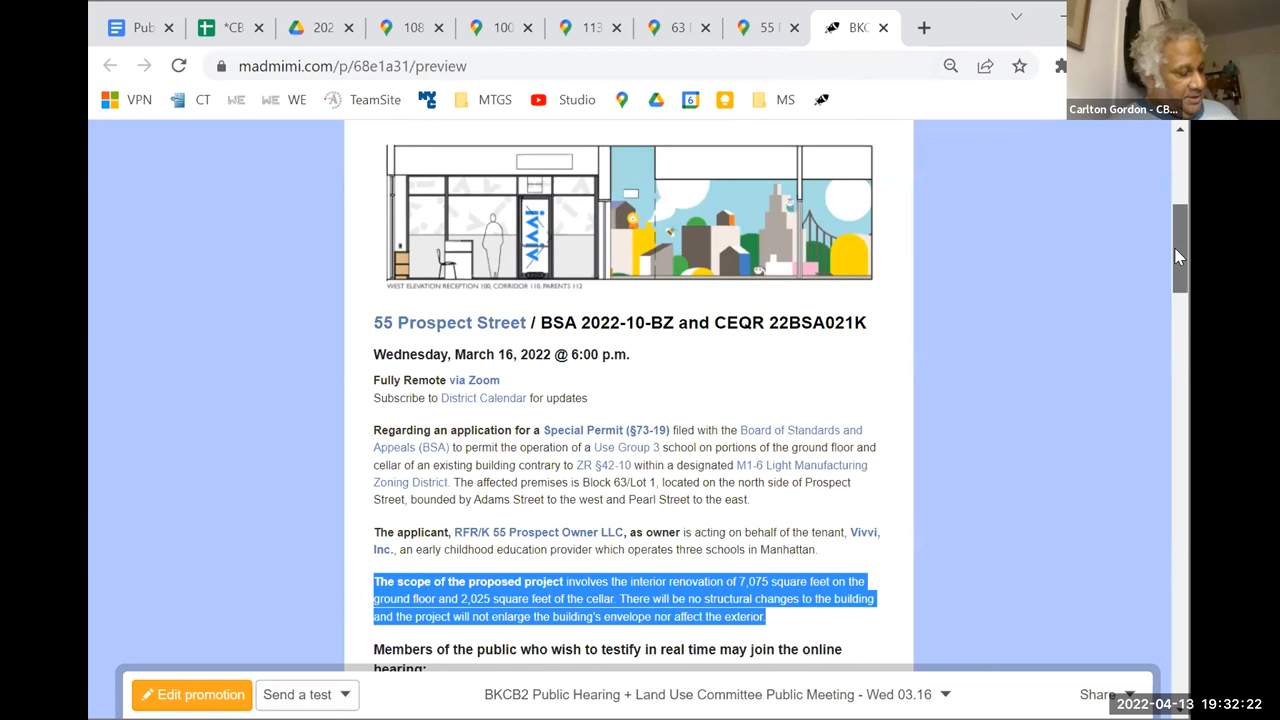 Pub
*CB
202
108
100
113
63 I
55 I
BKC
madmimi.com/p/68e1a31/preview
VPN
CT
WE
WE
TeamSite
NYC
MTGS
Studio
6
MS
Carlton Gordon - CB...
ivviv
WEST ELEVATION RECEPTION 100, CORRIDOR 110, PARENTS 112
55 Prospect Street / BSA 2022-10-BZ and CEQR 22BSA021K
Wednesday, March 16, 2022 @ 6:00 p.m.
Fully Remote via Zoom
Subscribe to District Calendar for updates
Regarding an application for a Special Permit (§73-19) filed with the Board of Standards and
Appeals (BSA) to permit the operation of a Use Group 3 school on portions of the ground floor and
cellar of an existing building contrary to ZR §42-10 within a designated M1-6 Light Manufacturing
Zoning District. The affected premises is Block 63/Lot 1, located on the north side of Prospect
Street, bounded by Adams Street to the west and Pearl Street to the east.
The applicant, RFR/K 55 Prospect Owner LLC, as owner is acting on behalf of the tenant, Vivvi,
Inc., an early childhood education provider which operates three schools in Manhattan.
The scope of the proposed project involves the interior renovation of 7,075 square feet on the
ground floor and 2,025 square feet of the cellar. There will be no structural changes to the building
and the project will not enlarge the building's envelope nor affect the exterior.
Members of the public who wish to testify in real time may join the online
hearing:
Edit promotion
Send a test
BKCB2 Public Hearing + Land Use Committee Public Meeting - Wed 03.16
Share
2022-04-13 19:32:22